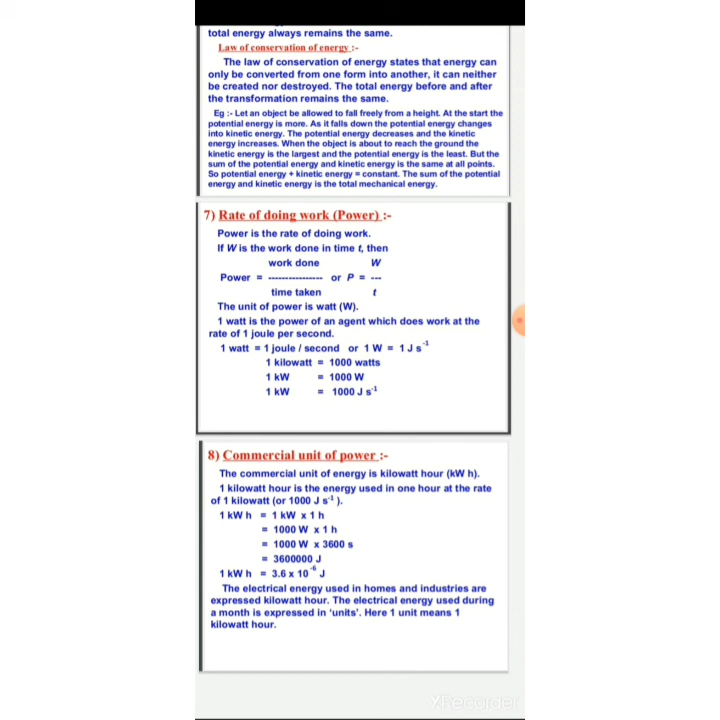 total energy always remains the same.
Law of conservation of energy :-
The law of conservation of energy states that energy can
only be converted from one form into another, it can neither
be created nor destroyed. The total energy before and after
the transformation remains the same.
Eg :- Let an object be allowed to fall freely from a height. At the start the
potential energy is more. As it falls down the potential energy changes
into kinetic energy. The potential energy decreases and the kinetic
energy increases. When the object is about to reach the ground the
kinetic energy is the largest and the potential energy is the least. But the
sum of the potential energy and kinetic energy is the same at all points.
So potential energy + kinetic energy = constant. The sum of the potential
energy and kinetic energy is the total mechanical energy.
7) Rate of doing work (Power) :-
Power is the rate of doing work.
If W is the work done in time t, then
work done W
Power = ---------------- or P = ---
time taken t
The unit of power is watt (W).
1 watt is the power of an agent which does work at the
rate of 1 joule per second.
1 watt = 1 joule / second or 1 W = 1 J s-1
1 kilowatt = 1000 watts
1 kW = 1000 W
1 kW = 1000 J s-1
8) Commercial unit of power :-
The commercial unit of energy is kilowatt hour (kW h).
1 kilowatt hour is the energy used in one hour at the rate
of 1 kilowatt (or 1000 J s-1 ).
1 kW h = 1 kW x 1 h
= 1000 W x 1 h
= 1000 W x 3600 s
= 3600000 J
1 kW h = 3.6 x 10-6 J
The electrical energy used in homes and industries are
expressed kilowatt hour. The electrical energy used during
a month is expressed in ‘units’. Here 1 unit means 1
kilowatt hour.
XRecorder